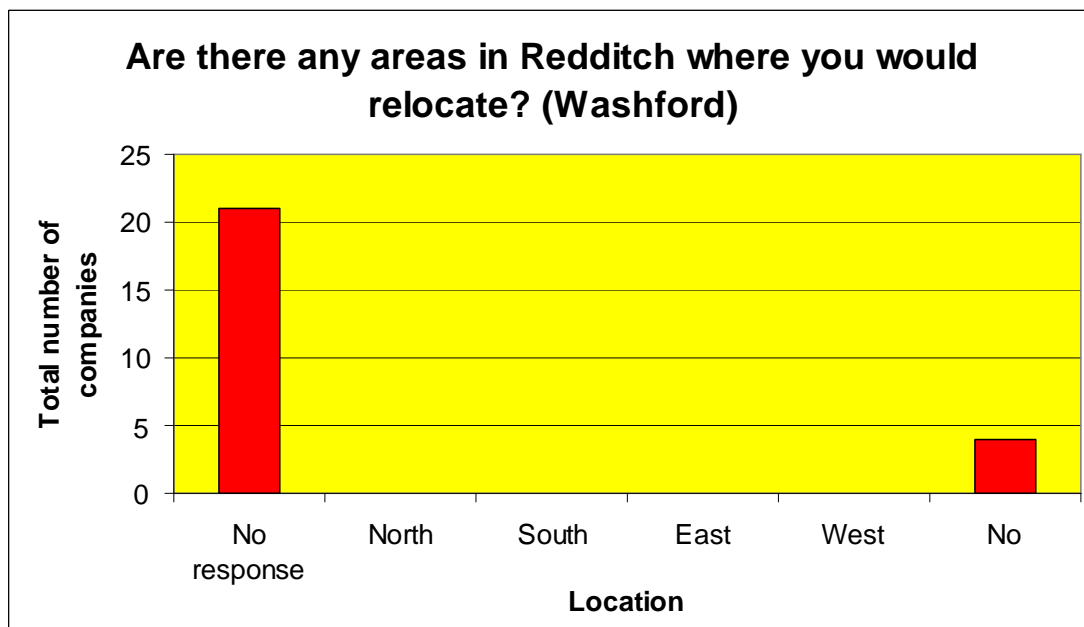 Are there any areas in Redditch where you would
relocate? (Washford)
Total number of
companies
25
20
15
10
5
0
No
response
North
South
East
West
No
Location